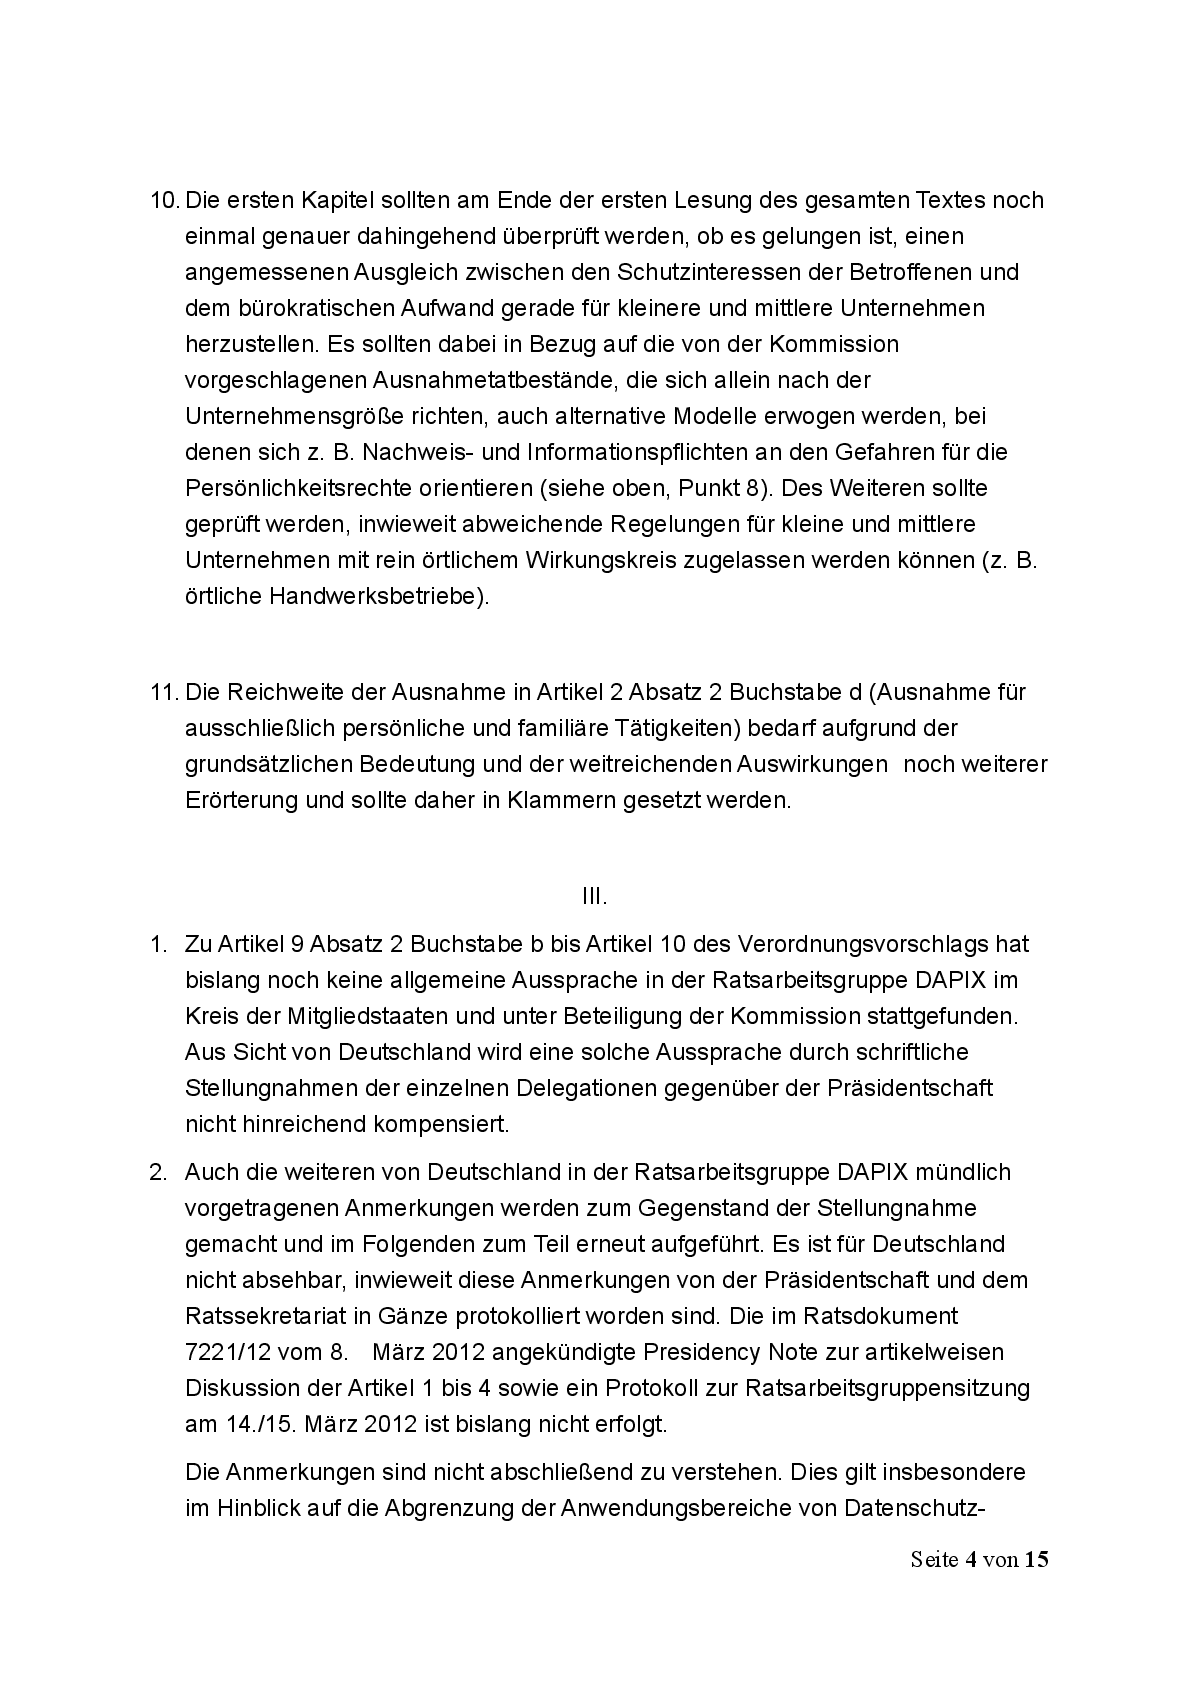 10. Die ersten Kapitel sollten am Ende der ersten Lesung des gesamten Textes noch
einmal genauer dahingehend überprüft werden, ob es gelungen ist, einen
angemessenen Ausgleich zwischen den Schutzinteressen der Betroffenen und
dem bürokratischen Aufwand gerade für kleinere und mittlere Unternehmen
herzustellen. Es sollten dabei in Bezug auf die von der Kommission
vorgeschlagenen Ausnahmetatbestände, die sich allein nach der
Unternehmensgröße richten, auch alternative Modelle erwogen werden, bei
denen sich z. B. Nachweis- und Informationspflichten an den Gefahren für die
Persönlichkeitsrechte orientieren (siehe oben, Punkt 8). Des Weiteren sollte
geprüft werden, inwieweit abweichende Regelungen für kleine und mittlere
Unternehmen mit rein örtlichem Wirkungskreis zugelassen werden können (z. B.
örtliche Handwerksbetriebe).
11. Die Reichweite der Ausnahme in Artikel 2 Absatz 2 Buchstabe d (Ausnahme für
ausschließlich persönliche und familiäre Tätigkeiten) bedarf aufgrund der
grundsätzlichen Bedeutung und der weitreichenden Auswirkungen noch weiterer
Erörterung und sollte daher in Klammern gesetzt werden.
III.
1. Zu Artikel 9 Absatz 2 Buchstabe b bis Artikel 10 des Verordnungsvorschlags hat
bislang noch keine allgemeine Aussprache in der Ratsarbeitsgruppe DAPIX im
Kreis der Mitgliedstaaten und unter Beteiligung der Kommission stattgefunden.
Aus Sicht von Deutschland wird eine solche Aussprache durch schriftliche
Stellungnahmen der einzelnen Delegationen gegenüber der Präsidentschaft
nicht hinreichend kompensiert.
2. Auch die weiteren von Deutschland in der Ratsarbeitsgruppe DAPIX mündlich
vorgetragenen Anmerkungen werden zum Gegenstand der Stellungnahme
gemacht und im Folgenden zum Teil erneut aufgeführt. Es ist für Deutschland
nicht absehbar, inwieweit diese Anmerkungen von der Präsidentschaft und dem
Ratssekretariat in Gänze protokolliert worden sind. Die im Ratsdokument
7221/12 vom 8. März 2012 angekündigte Presidency Note zur artikelweisen
Diskussion der Artikel 1 bis 4 sowie ein Protokoll zur Ratsarbeitsgruppensitzung
am 14./15. März 2012 ist bislang nicht erfolgt.
Die Anmerkungen sind nicht abschließend zu verstehen. Dies gilt insbesondere
im Hinblick auf die Abgrenzung der Anwendungsbereiche von Datenschutz-
Seite 4 von 15